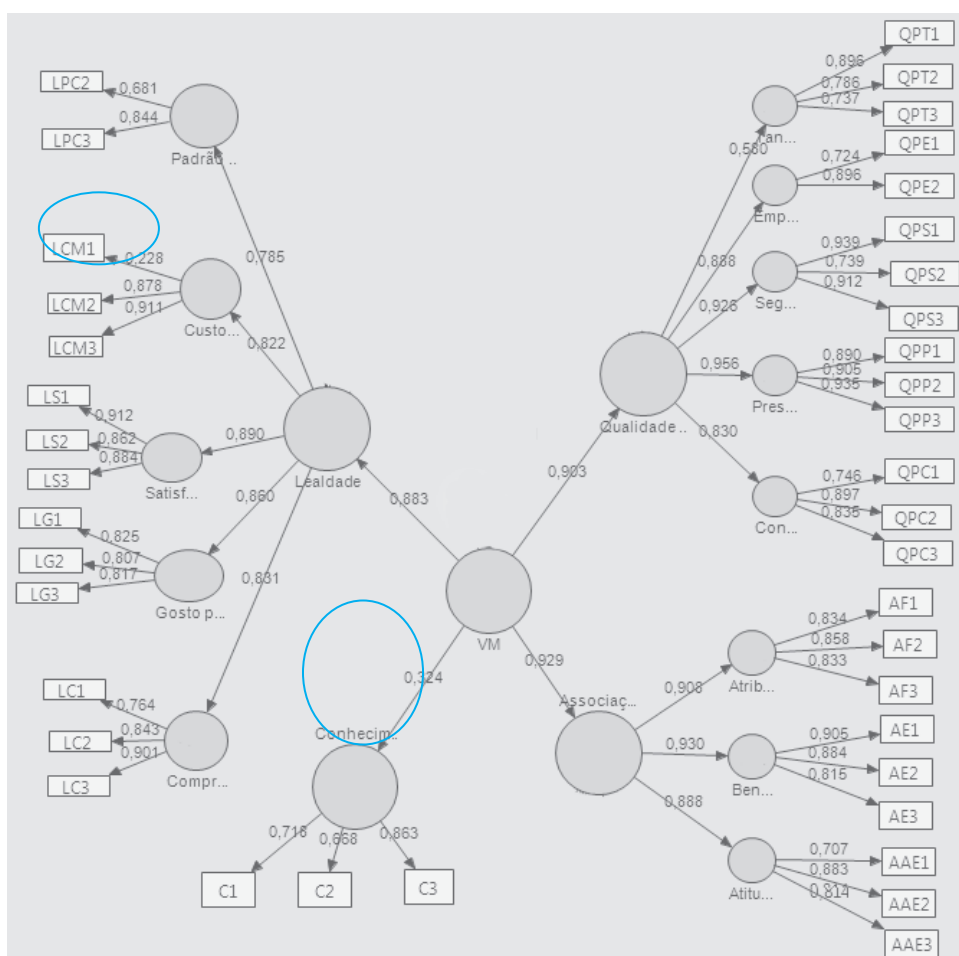 QPT1
0,896
QPT2
0,786
QPT3
0,737
LPC2
0,681
LPC3
0,844
Padrão ..
0,580
QPE1
0,724
QPE2
0,896
Emp...
LCM1
0,228
LCM2
0,878
LCM3
0,911
Custo...
0,785
0,822
0,888
QPS1
0,939
QPS2
0,739
QPS3
0,912
Seg...
0,926
QPP1
0,890
QPP2
0,905
QPP3
0,935
Pres...
0,956
LS1
0,912
LS2
0,862
LS3
0,884
Satisf...
0,890
Lealdade
Qualidade ..
0,830
QPC1
0,746
QPC2
0,897
QPC3
0,835
Con...
LG1
0,825
LG2
0,807
LG3
0,817
Gosto p...
0,860
0,883
0,903
0,831
VM
0,324
0,929
AF1
0,834
AF2
0,858
AF3
0,833
Atrib...
0,908
LC1
0,764
LC2
0,843
LC3
0,901
Compr...
Conhecim..
Associaç...
0,930
AE1
0,905
AE2
0,884
AE3
0,815
Ben...
0,888
C1
0,716
C2
0,668
C3
0,863
AAE1
0,707
AAE2
0,883
AAE3
0,814
Atitu...